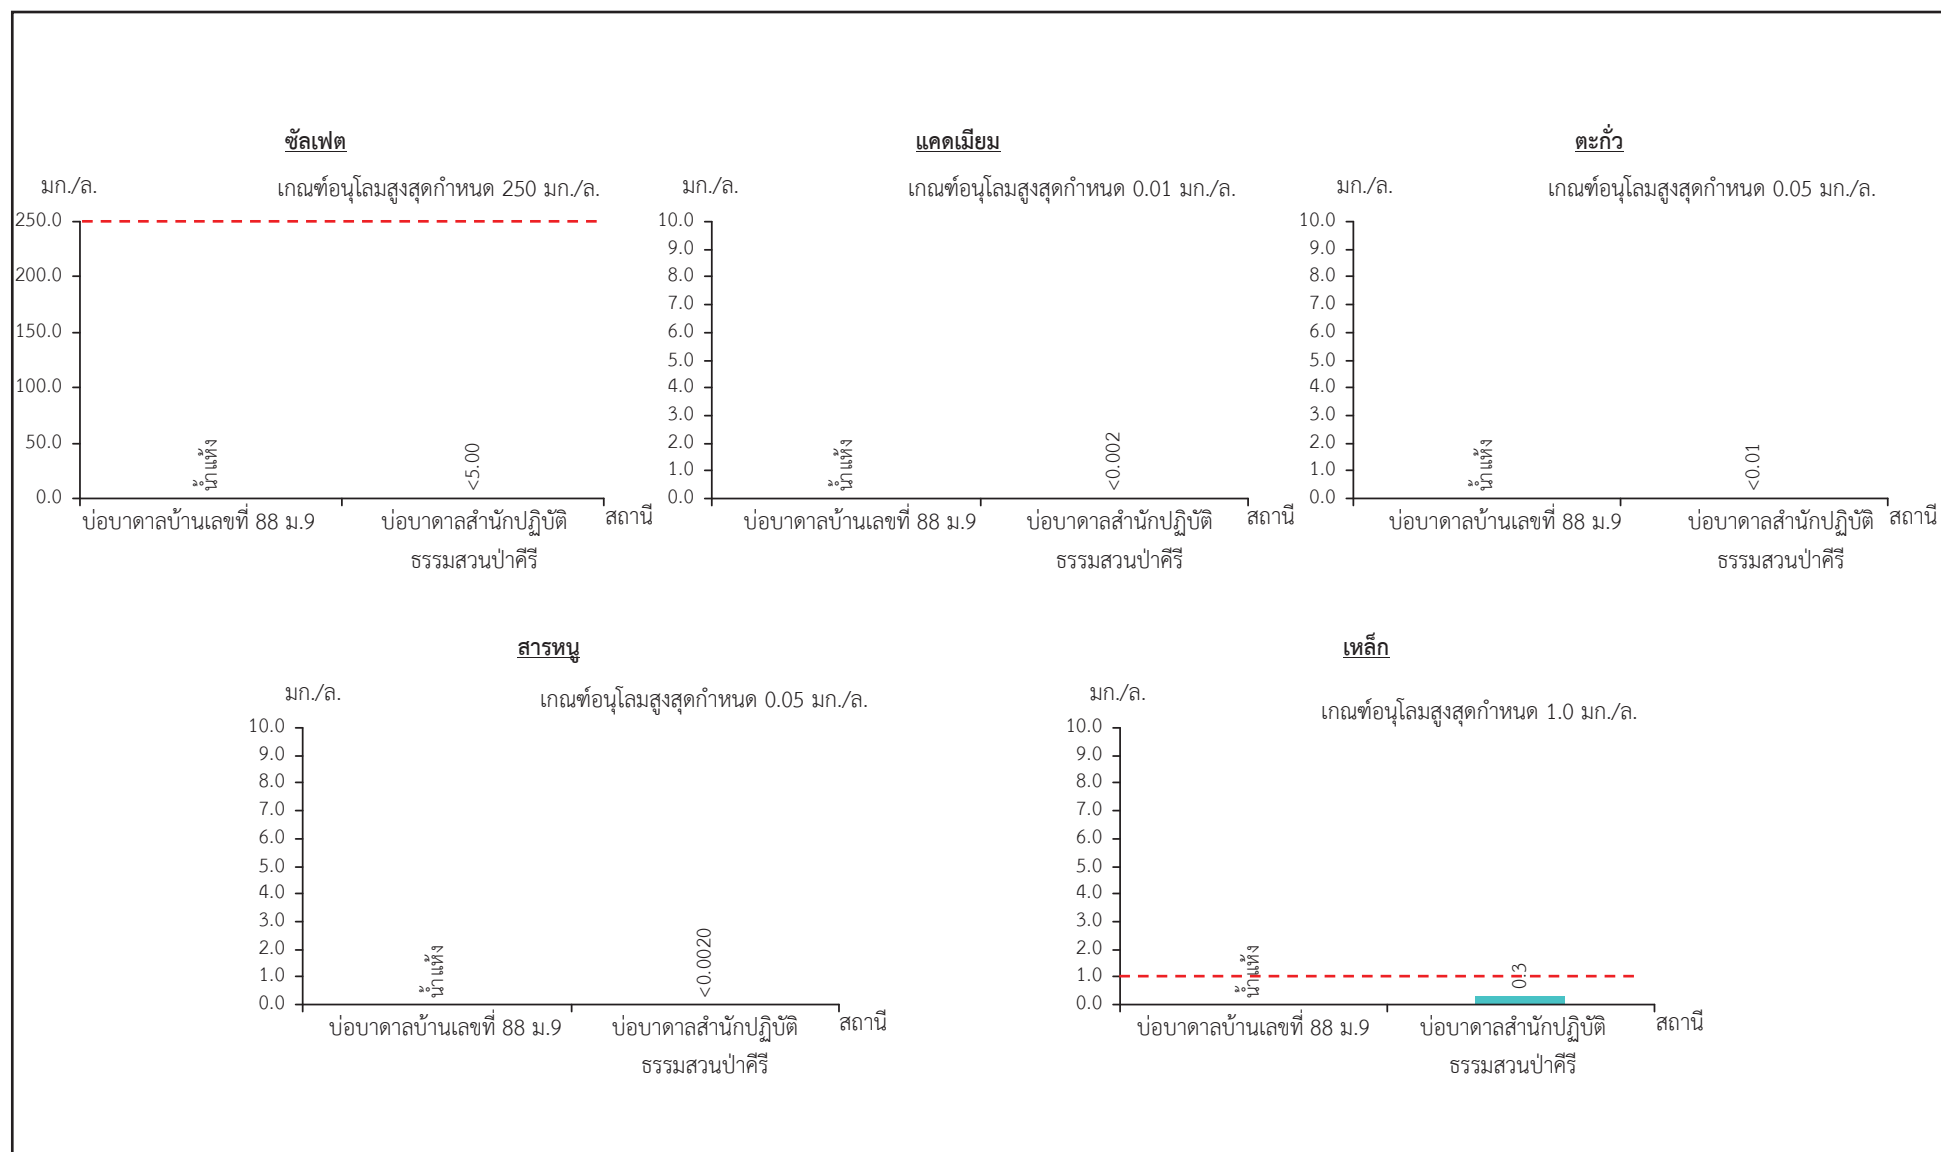 ซัลเฟต
มก./ล.
เกณฑ์อนุโลมสูงสุดกำหนด 250 มก./ล.
250.0
200.0
150.0
100.0
50.0
0.0
น้ำแห้ง
<5.00
บ่อบาดาลบ้านเลขที่ 88 ม.9
บ่อบาดาลสำนักปฏิบัติ
ธรรมสวนป่าคีรี
สถานี
แคดเมียม
มก./ล.
เกณฑ์อนุโลมสูงสุดกำหนด 0.01 มก./ล.
10.0
9.0
8.0
7.0
6.0
5.0
4.0
3.0
2.0
1.0
0.0
น้ำแห้ง
<0.002
บ่อบาดาลบ้านเลขที่ 88 ม.9
บ่อบาดาลสำนักปฏิบัติ
ธรรมสวนป่าคีรี
สถานี
ตะกั่ว
มก./ล.
เกณฑ์อนุโลมสูงสุดกำหนด 0.05 มก./ล.
10.0
9.0
8.0
7.0
6.0
5.0
4.0
3.0
2.0
1.0
0.0
น้ำแห้ง
<0.01
บ่อบาดาลบ้านเลขที่ 88 ม.9
บ่อบาดาลสำนักปฏิบัติ
ธรรมสวนป่าคีรี
สถานี
สารหนู
มก./ล.
เกณฑ์อนุโลมสูงสุดกำหนด 0.05 มก./ล.
10.0
9.0
8.0
7.0
6.0
5.0
4.0
3.0
2.0
1.0
0.0
น้ำแห้ง
<0.0020
บ่อบาดาลบ้านเลขที่ 88 ม.9
บ่อบาดาลสำนักปฏิบัติ
ธรรมสวนป่าคีรี
สถานี
เหล็ก
มก./ล.
เกณฑ์อนุโลมสูงสุดกำหนด 1.0 มก./ล.
10.0
9.0
8.0
7.0
6.0
5.0
4.0
3.0
2.0
1.0
0.0
น้ำแห้ง
0.3
บ่อบาดาลบ้านเลขที่ 88 ม.9
บ่อบาดาลสำนักปฏิบัติ
ธรรมสวนป่าคีรี
สถานี